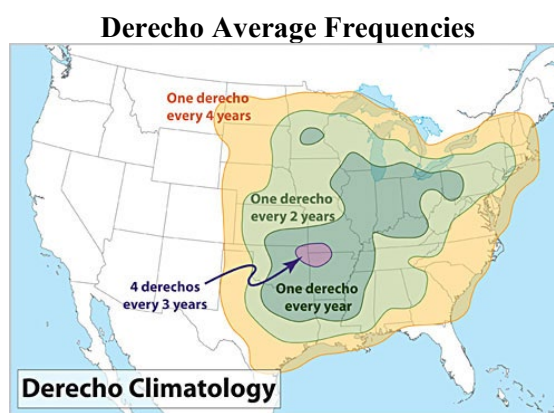 Derecho Average Frequencies
One derecho
every 4 years
One derecho
every 2 years
4 derechos
every 3 years
One derecho
every year
Derecho Climatology